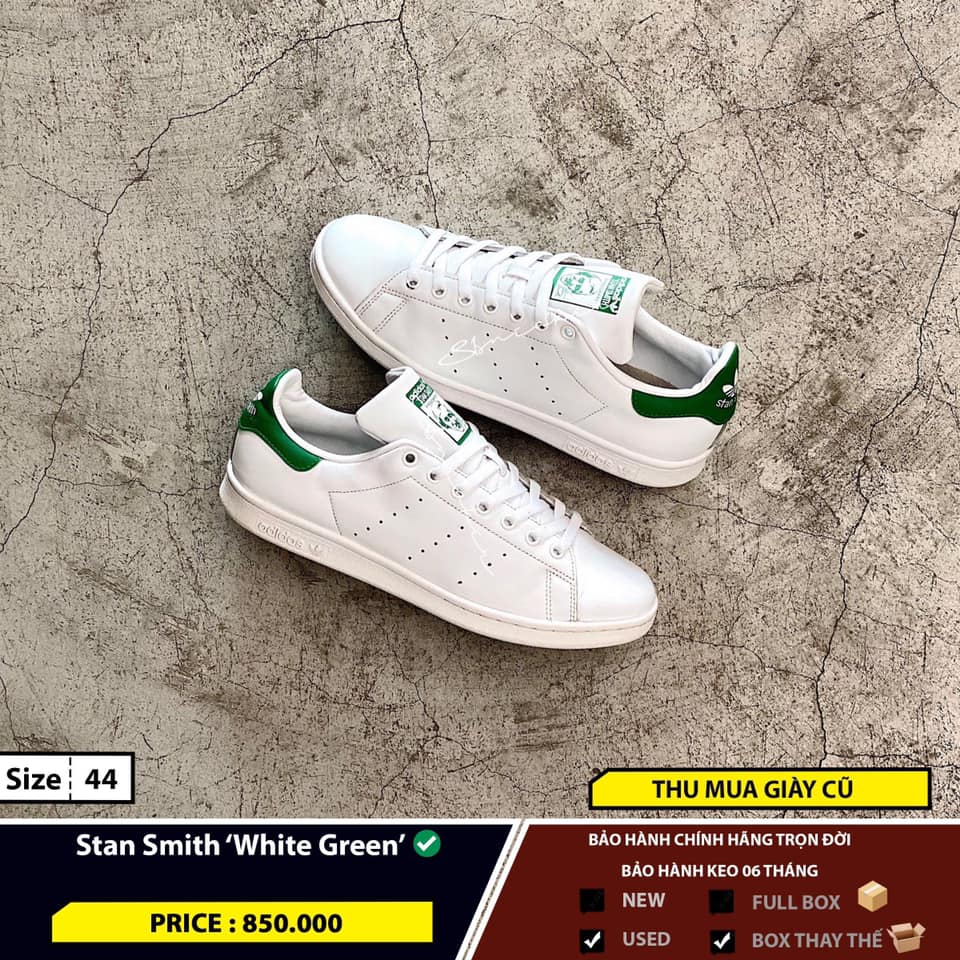 adidas
stan
adidas
Size 44
THU MUA GIÀY CŨ
Stan Smith ‘White Green’
PRICE : 850.000
BẢO HÀNH CHÍNH HÃNG TRỌN ĐỜI
BẢO HÀNH KEO 06 THÁNG
NEW
FULL BOX
USED
BOX THAY THẾ